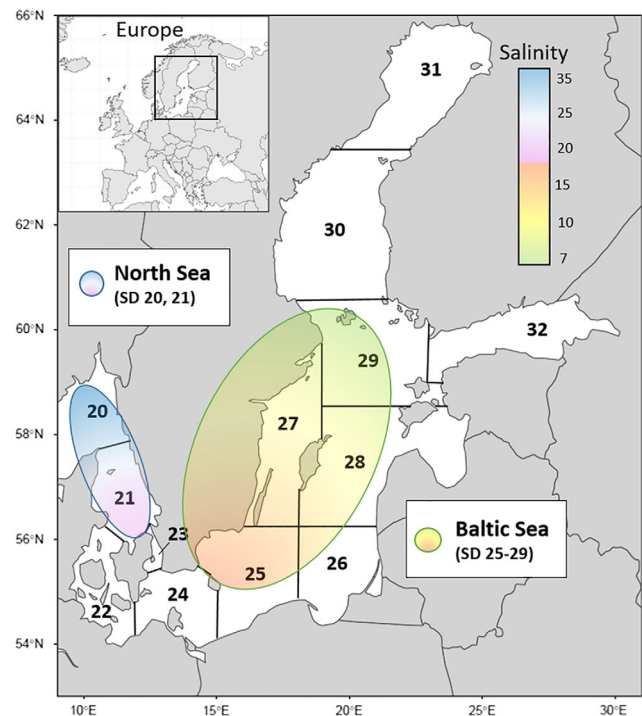 66°N
Europe
Salinity
31
35
64°N
25
20
15
10
62°N
30
7
North Sea
(SD 20, 21)
60°N
32
29
20
58°N
27
28
21
56°N
23
Baltic Sea
(SD 25-29)
26
25
24
22
54°N
10°E
15°E
20°E
25°E
30°E